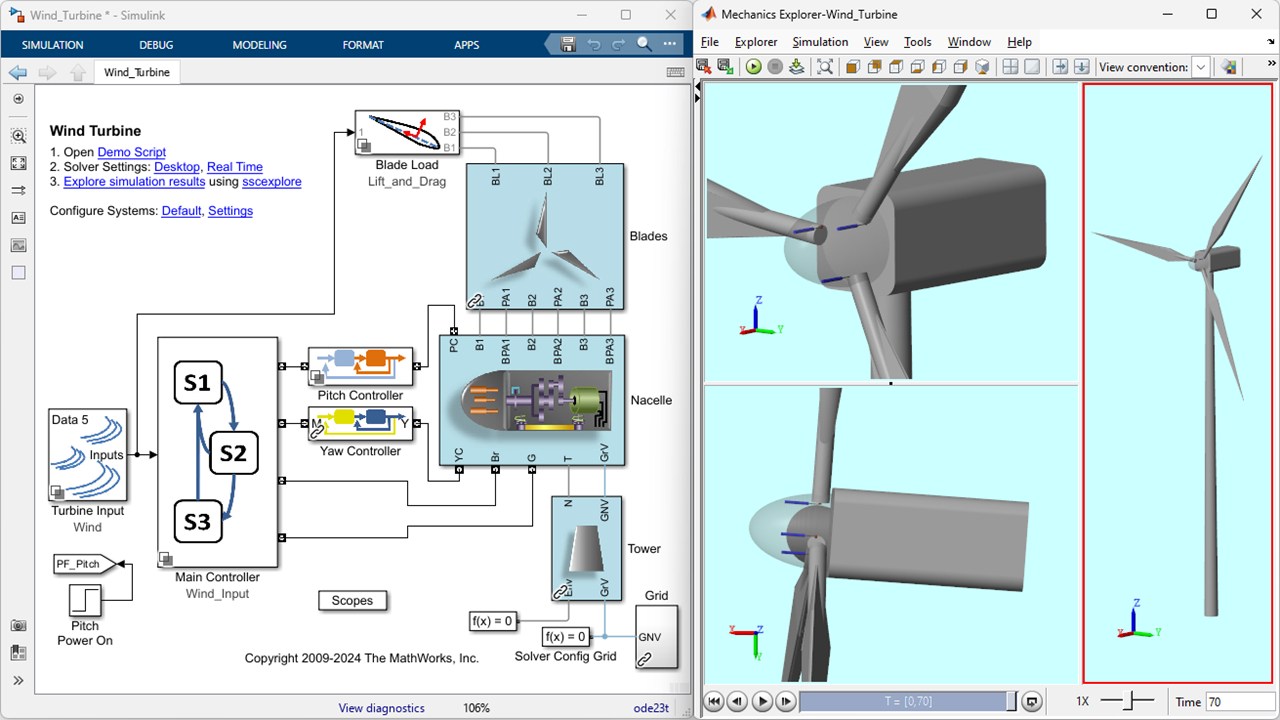 Wind_Turbine * - Simulink
SIMULATION DEBUG MODELING FORMAT APPS
Wind_Turbine
Wind Turbine
1. Open Demo Script
2. Solver Settings: Desktop, Real Time
3. Explore simulation results using sscexplore
Configure Systems: Default, Settings
1
B3
B2
B1
Blade Load
Lift_and_Drag
BL1 BL2 BL3
Blades
PA1 B2 PA2 B3 PA3
PC B1 BPA1 B2 BPA2 B3 BPA3
Nacelle
YC Br G T GrV
Pitch Controller
M Y
Yaw Controller
S1
S2
S3
Data 5
Inputs
Turbine Input
Wind
Main Controller
Wind_Input
N GNV
Tower
Env GrV
PF_Pitch
Pitch
Power On
Scopes
f(x) = 0
f(x) = 0
Solver Config Grid
Grid
GNV
Copyright 2009-2024 The MathWorks, Inc.
View diagnostics 106% ode23t
Mechanics Explorer-Wind_Turbine
File Explorer Simulation View Tools Window Help
View convention:
Z
X Y
Z
X Y
X Z
Y
T = [0,70]
1X
Time 70